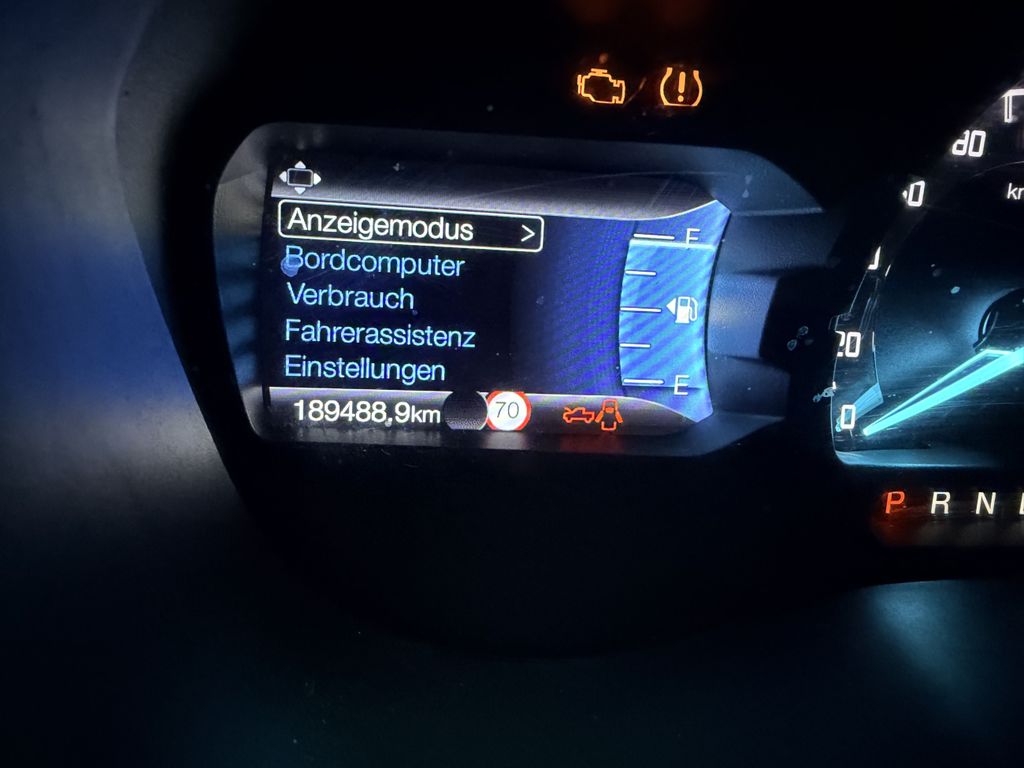 Anzeigemodus >
Bordcomputer
Verbrauch
Fahrerassistenz
Einstellungen
F
E
189488,9km
70
80
20
0
P R N